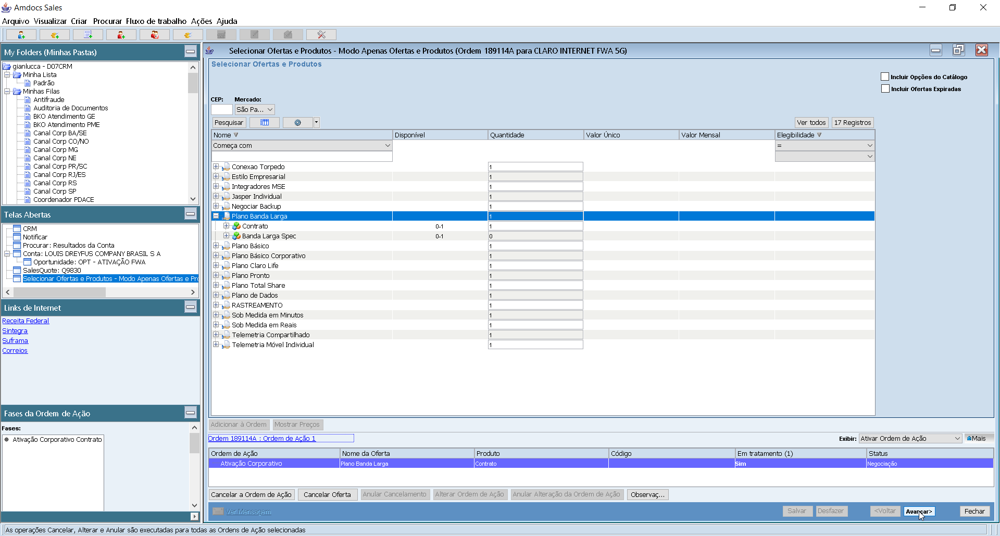 Amdocs Sales
Arquivo Visualizar Criar Procurar Fluxo de trabalho Ações Ajuda
My Folders (Minhas Pastas)
gianlucca - D07CRM
Minha Lista
Padrão
Minhas Filas
Antifraude
Auditoria de Documentos
BKO Atendimento GE
BKO Atendimento PME
Canal Corp BA/SE
Canal Corp CO/NO
Canal Corp MG
Canal Corp NE
Canal Corp PR/SC
Canal Corp RJ/ES
Canal Corp RS
Canal Corp SP
Coordenador PDACE
Telas Abertas
CRM
Notificar
Procurar: Resultados da Conta
Conta: LOUIS DREYFUS COMPANY BRASIL S A
Oportunidade: OPT - ATIVAÇÃO FWA
SalesQuote: Q9830
Selecionar Ofertas e Produtos - Modo Apenas Ofertas e Pro
Links de Internet
Receita Federal
Sintegra
Suframa
Correios
Fases da Ordem de Ação
Fases:
Ativação Corporativo Contrato
Selecionar Ofertas e Produtos - Modo Apenas Ofertas e Produtos (Ordem 189114A para CLARO INTERNET FWA 5G)
Selecionar Ofertas e Produtos
Incluir Opções do Catálogo
Incluir Ofertas Expiradas
CEP: Mercado:
São Pa...
Pesquisar Ver todos 17 Registros
Nome Disponível Quantidade Valor Único Valor Mensal Elegibilidade
Começa com =
Conexao Torpedo 1
Estilo Empresarial 1
Integradores MSE 1
Jasper Individual 1
Negociar Backup 1
Plano Banda Larga 1
Contrato 0-1 1
Banda Larga Spec 0-1 0
Plano Básico 1
Plano Básico Corporativo 1
Plano Claro Life 1
Plano Pronto 1
Plano Total Share 1
Plano de Dados 1
RASTREAMENTO 1
Sob Medida em Minutos 1
Sob Medida em Reais 1
Telemetria Compartilhado 1
Telemetria Móvel Individual 1
Adicionar à Ordem Mostrar Preços
Ordem 189114A : Ordem de Ação 1 Exibir: Ativar Ordem de Ação Mais
Ordem de Ação Nome da Oferta Produto Código Em tratamento (1) Status
Ativação Corporativo Plano Banda Larga Contrato Sim Negociação
Cancelar a Ordem de Ação Cancelar Oferta Anular Cancelamento Alterar Ordem de Ação Anular Alteração da Ordem de Ação Observaç...
Ver Mensagem Salvar Desfazer <Voltar Avançar> Fechar
As operações Cancelar, Alterar e Anular são executadas para todas as Ordens de Ação selecionadas